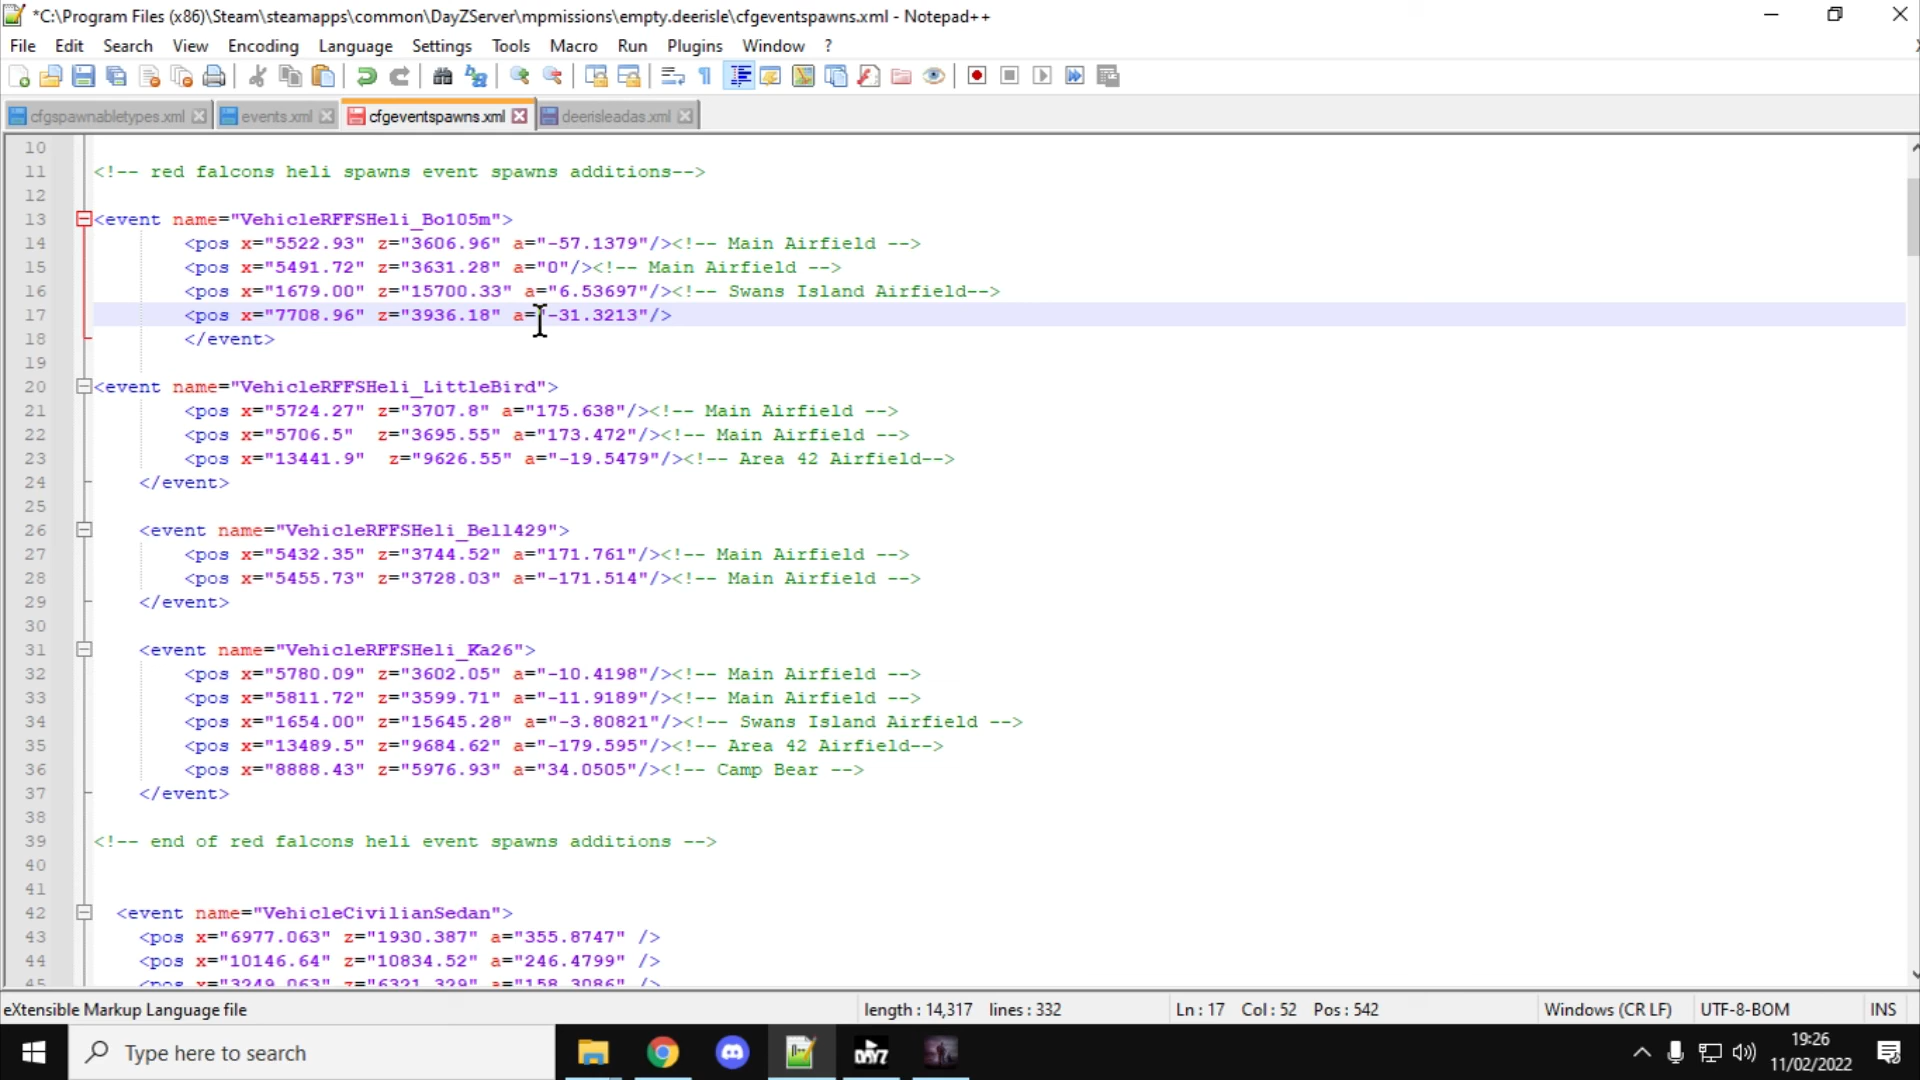 *C:\Program Files (x86)\Steam\steamapps\common\DayZServer\mpmissions\empty.deerisle\cfgeventspawns.xml - Notepad++
File Edit Search View Encoding Language Settings Tools Macro Run Plugins Window ?
cfgspawnabletypes.xml events.xml cfgeventspawns.xml deerisleadas.xml
10
11 <!-- red falcons heli spawns event spawns additions-->
12
13 <event name="VehicleRFFSHeli_Bo105m">
14 <pos x="5522.93" z="3606.96" a="-57.1379"/><!-- Main Airfield -->
15 <pos x="5491.72" z="3631.28" a="0"/><!-- Main Airfield -->
16 <pos x="1679.00" z="15700.33" a="6.53697"/><!-- Swans Island Airfield-->
17 <pos x="7708.96" z="3936.18" a="-31.3213"/>
18 </event>
19
20 <event name="VehicleRFFSHeli_LittleBird">
21 <pos x="5724.27" z="3707.8" a="175.638"/><!-- Main Airfield -->
22 <pos x="5706.5"  z="3695.55" a="173.472"/><!-- Main Airfield -->
23 <pos x="13441.9"  z="9626.55" a="-19.5479"/><!-- Area 42 Airfield-->
24 </event>
25
26 <event name="VehicleRFFSHeli_Bell429">
27 <pos x="5432.35" z="3744.52" a="171.761"/><!-- Main Airfield -->
28 <pos x="5455.73" z="3728.03" a="-171.514"/><!-- Main Airfield -->
29 </event>
30
31 <event name="VehicleRFFSHeli_Ka26">
32 <pos x="5780.09" z="3602.05" a="-10.4198"/><!-- Main Airfield -->
33 <pos x="5811.72" z="3599.71" a="-11.9189"/><!-- Main Airfield -->
34 <pos x="1654.00" z="15645.28" a="-3.80821"/><!-- Swans Island Airfield -->
35 <pos x="13489.5" z="9684.62" a="-179.595"/><!-- Area 42 Airfield-->
36 <pos x="8888.43" z="5976.93" a="34.0505"/><!-- Camp Bear -->
37 </event>
38
39 <!-- end of red falcons heli event spawns additions -->
40
41
42 <event name="VehicleCivilianSedan">
43 <pos x="6977.063" z="1930.387" a="355.8747" />
44 <pos x="10146.64" z="10834.52" a="246.4799" />
45 <pos x="3249.063" z="6321.329" a="158.3086" />
eXtensible Markup Language file length : 14,317 lines : 332 Ln : 17 Col : 52 Pos : 542 Windows (CR LF) UTF-8-BOM INS
Type here to search DAYZ 19:26
11/02/2022